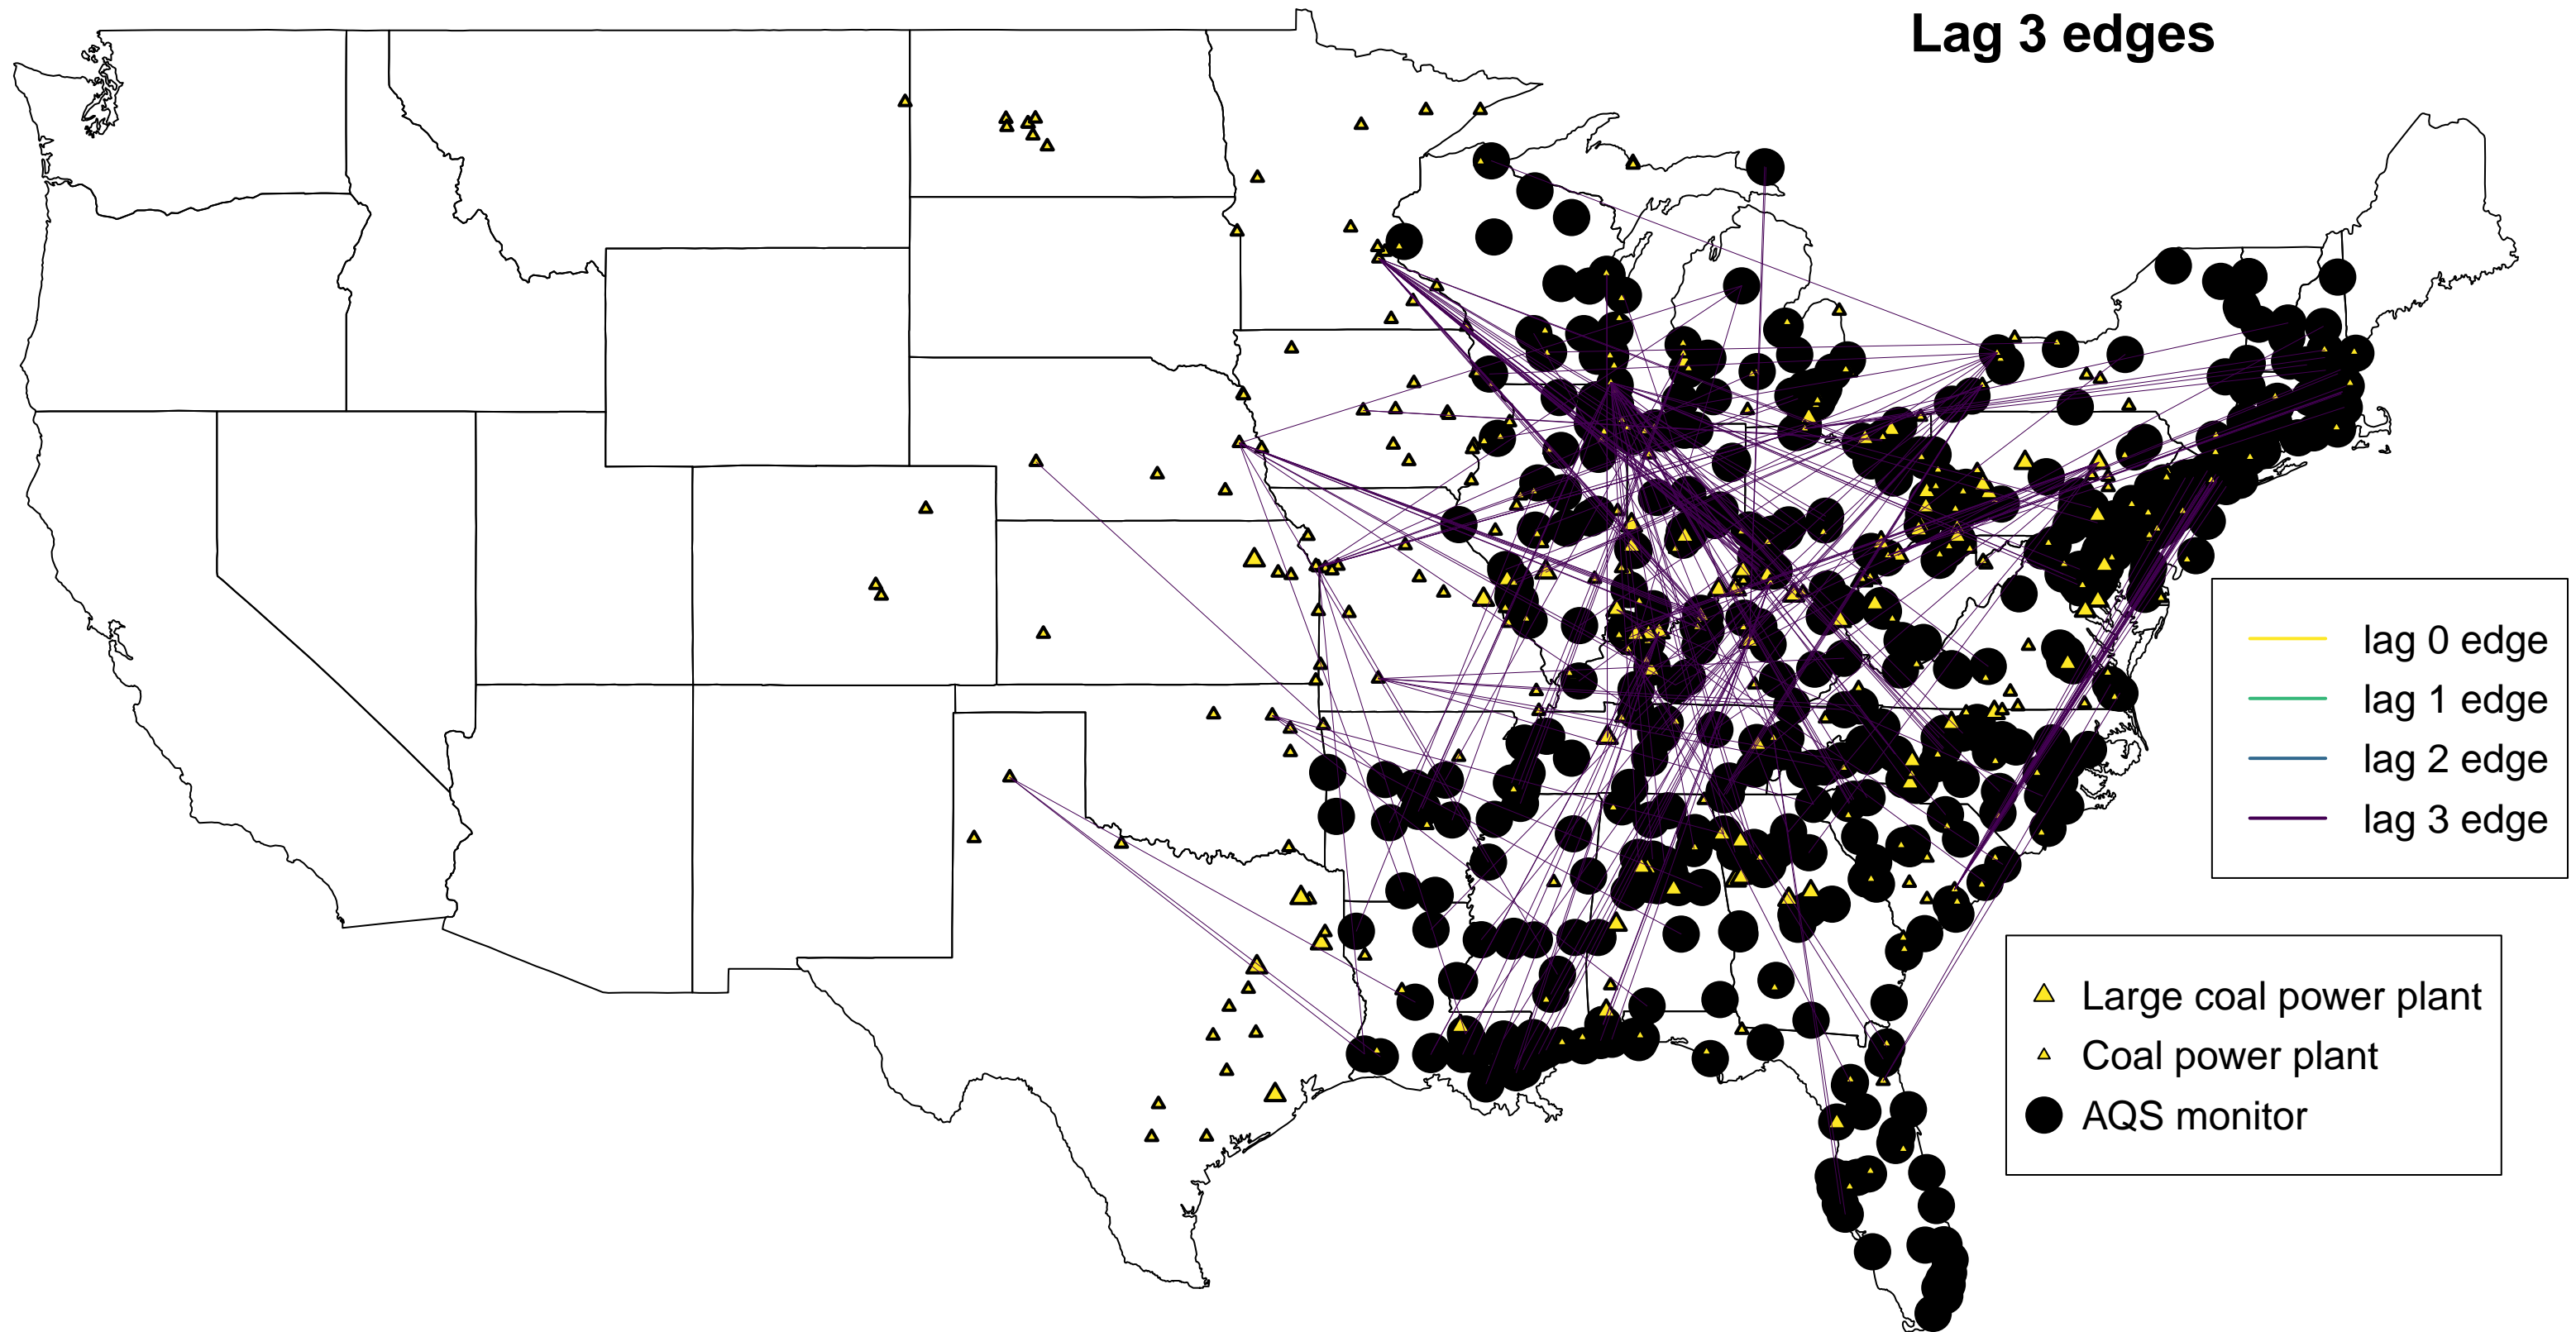 Lag 3 edges
lag 0 edge
lag 1 edge
lag 2 edge
lag 3 edge
Large coal power plant
Coal power plant
AQS monitor